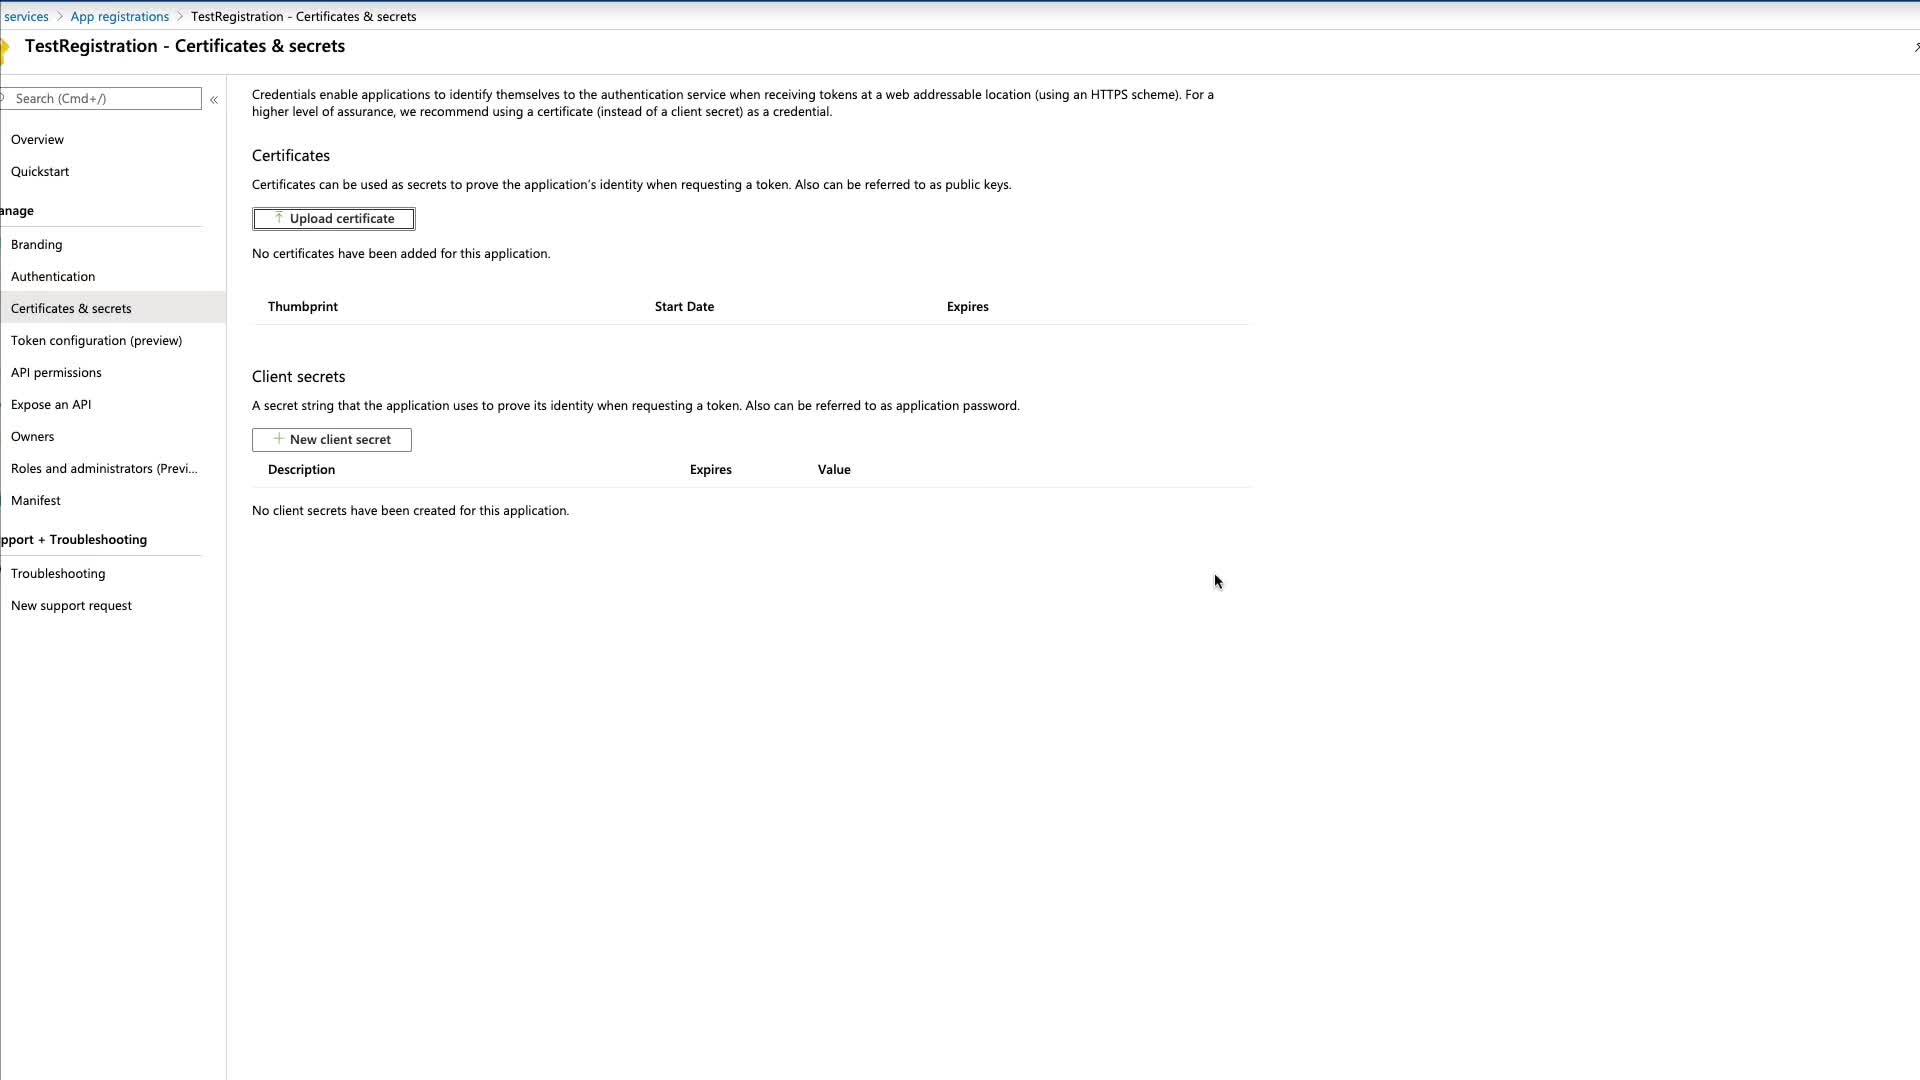 services > App registrations > TestRegistration - Certificates & secrets
TestRegistration - Certificates & secrets
Search (Cmd+/)
«
Overview
Quickstart
anage
Branding
Authentication
Certificates & secrets
Token configuration (preview)
API permissions
Expose an API
Owners
Roles and administrators (Previ...
Manifest
pport + Troubleshooting
Troubleshooting
New support request
Credentials enable applications to identify themselves to the authentication service when receiving tokens at a web addressable location (using an HTTPS scheme). For a
higher level of assurance, we recommend using a certificate (instead of a client secret) as a credential.
Certificates
Certificates can be used as secrets to prove the application's identity when requesting a token. Also can be referred to as public keys.
Upload certificate
No certificates have been added for this application.
Thumbprint Start Date Expires
Client secrets
A secret string that the application uses to prove its identity when requesting a token. Also can be referred to as application password.
New client secret
Description Expires Value
No client secrets have been created for this application.